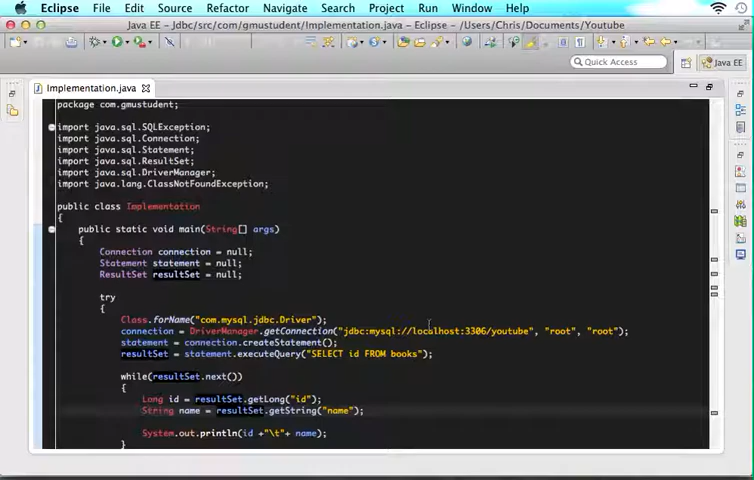 Eclipse File Edit Source Refactor Navigate Search Project Run Window Help
Java EE - Jdbc/src/com/gmustudent/Implementation.java - Eclipse - /Users/Chris/Documents/Youtube
Quick Access
Java EE
Implementation.java
package com.gmustudent;
import java.sql.SQLException;
import java.sql.Connection;
import java.sql.Statement;
import java.sql.ResultSet;
import java.sql.DriverManager;
import java.lang.ClassNotFoundException;
public class Implementation
{
public static void main(String[] args)
{
Connection connection = null;
Statement statement = null;
ResultSet resultSet = null;
try
{
Class.forName("com.mysql.jdbc.Driver");
connection = DriverManager.getConnection("jdbc:mysql://localhost:3306/youtube", "root", "root");
statement = connection.createStatement();
resultSet = statement.executeQuery("SELECT id FROM books");
while(resultSet.next())
{
Long id = resultSet.getLong("id");
String name = resultSet.getString("name");
System.out.println(id +"\t"+ name);
}